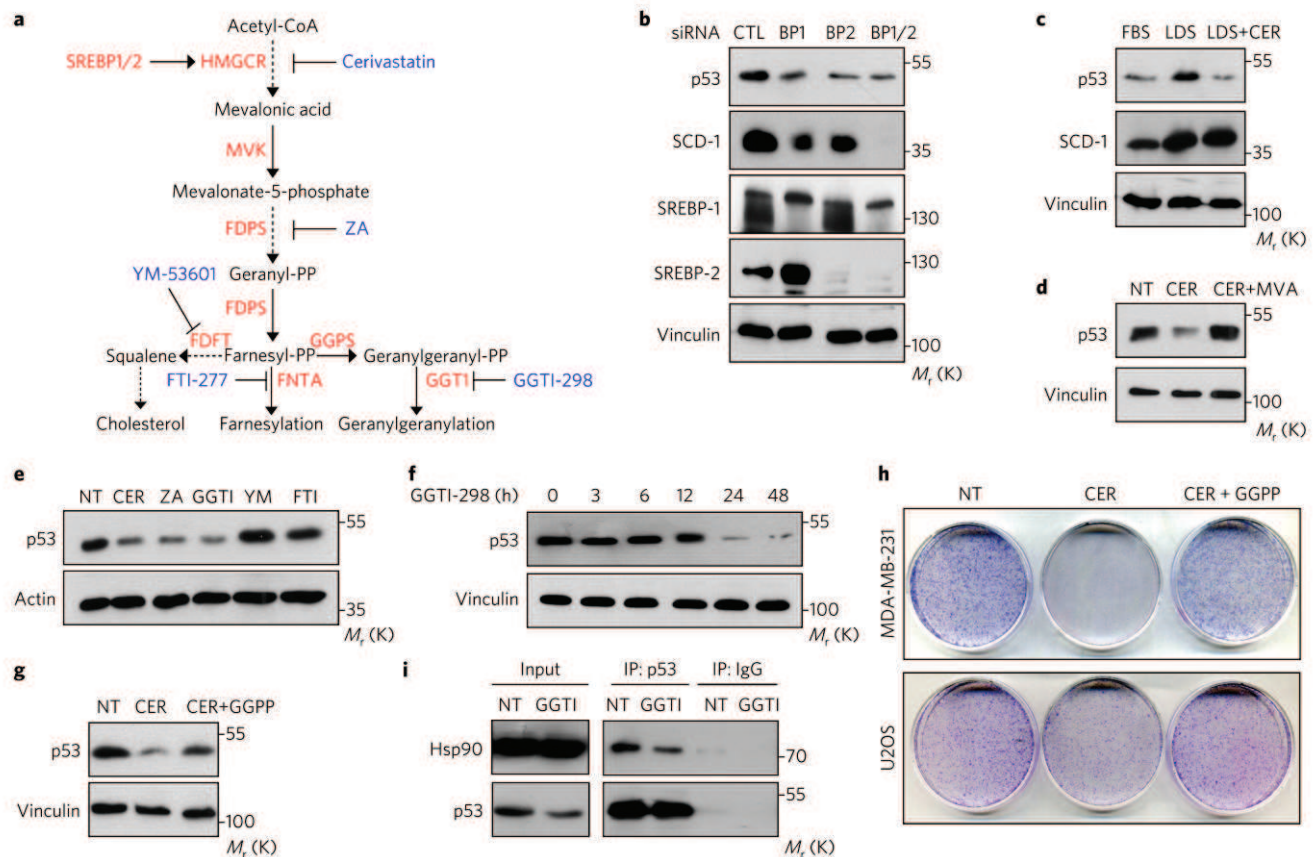 a
Acetyl-CoA
SREBP1/2 HMGCR Cerivastatin
Mevalonic acid
MVK
Mevalonate-5-phosphate
FDPS ZA
YM-53601 Geranyl-PP
FDPS
FDFT GGPS
Squalene Farnesyl-PP Geranylgeranyl-PP
FTI-277 FNTA GGT1 GGTI-298
Cholesterol Farnesylation Geranylgeranylation
b
siRNA CTL BP1 BP2 BP1/2
p53 55
SCD-1 35
SREBP-1 130
SREBP-2 130
Vinculin 100
Mr (K)
c
FBS LDS LDS+CER
p53 55
SCD-1 35
Vinculin 100
Mr (K)
d
NT CER CER+MVA
p53 55
Vinculin 100
Mr (K)
e
NT CER ZA GGTI YM FTI
p53 55
Actin 35
Mr (K)
f
GGTI-298 (h) 0 3 6 12 24 48
p53 55
Vinculin 100
Mr (K)
g
NT CER CER+GGPP
p53 55
Vinculin 100
Mr (K)
h
NT CER CER + GGPP
MDA-MB-231
U2OS
i
Input IP: p53 IP: IgG
NT GGTI NT GGTI NT GGTI
Hsp90 70
p53 55
Mr (K)